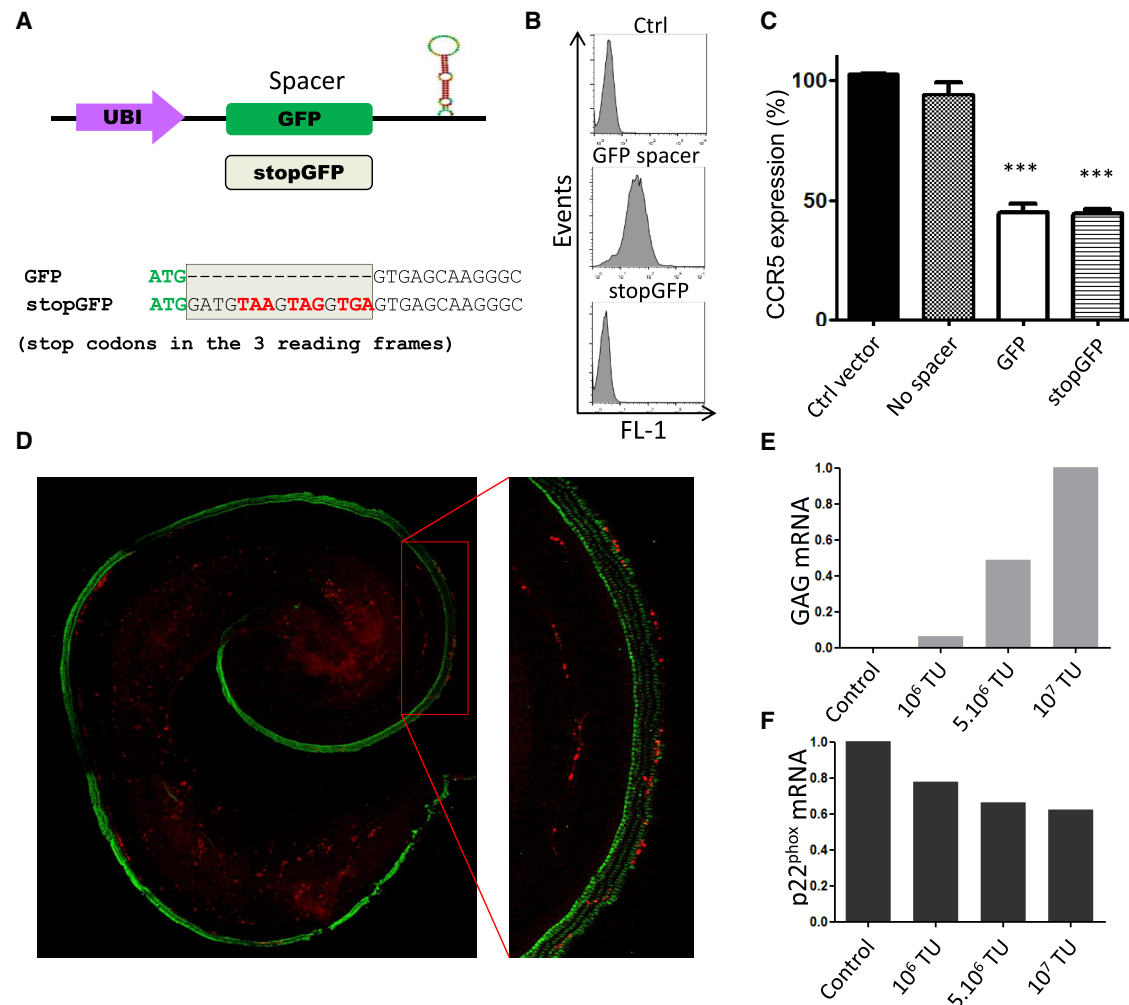 A
Spacer
UBI
GFP
stopGFP
GFP ATG---------------GTGAGCAAGGGC
stopGFP ATGGATGTAAGTAGGTGAGTGAGCAAGGGC
(stop codons in the 3 reading frames)
B
Ctrl
GFP spacer
stopGFP
Events
FL-1
C
CCR5 expression (%)
100
50
0
***
***
Ctrl vector
No spacer
GFP
stopGFP
D
E
GAG mRNA
1.0
0.8
0.6
0.4
0.2
0.0
Control
10⁶ TU
5.10⁶ TU
10⁷ TU
F
p22ᵖʰᵒˣ mRNA
1.0
0.8
0.6
0.4
0.2
0.0
Control
10⁶ TU
5.10⁶ TU
10⁷ TU